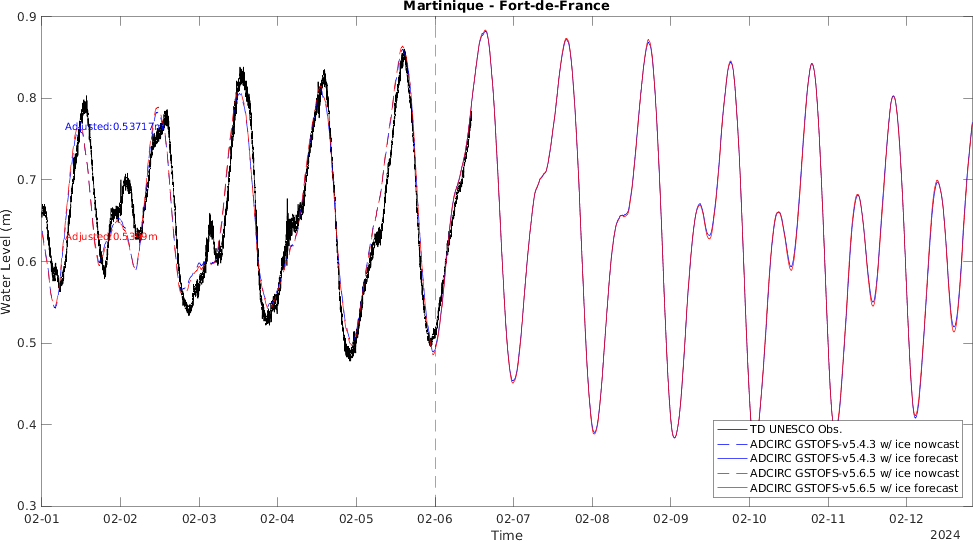 Martinique - Fort-de-France
0.9
0.8
0.7
0.6
0.5
0.4
0.3
Water Level (m)
Adjusted:0.53717m
TD UNESCO Obs.
ADCIRC GSTOFS-v5.4.3 w/ ice nowcast
ADCIRC GSTOFS-v5.4.3 w/ ice forecast
ADCIRC GSTOFS-v5.6.5 w/ ice nowcast
ADCIRC GSTOFS-v5.6.5 w/ ice forecast
02-01 02-02 02-03 02-04 02-05 02-06 02-07 02-08 02-09 02-10 02-11 02-12
Time
2024